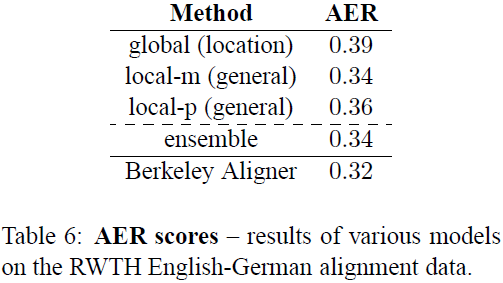 Method AER
global (location) 0.39
local-m (general) 0.34
local-p (general) 0.36
ensemble 0.34
Berkeley Aligner 0.32
Table 6: AER scores – results of various models
on the RWTH English-German alignment data.